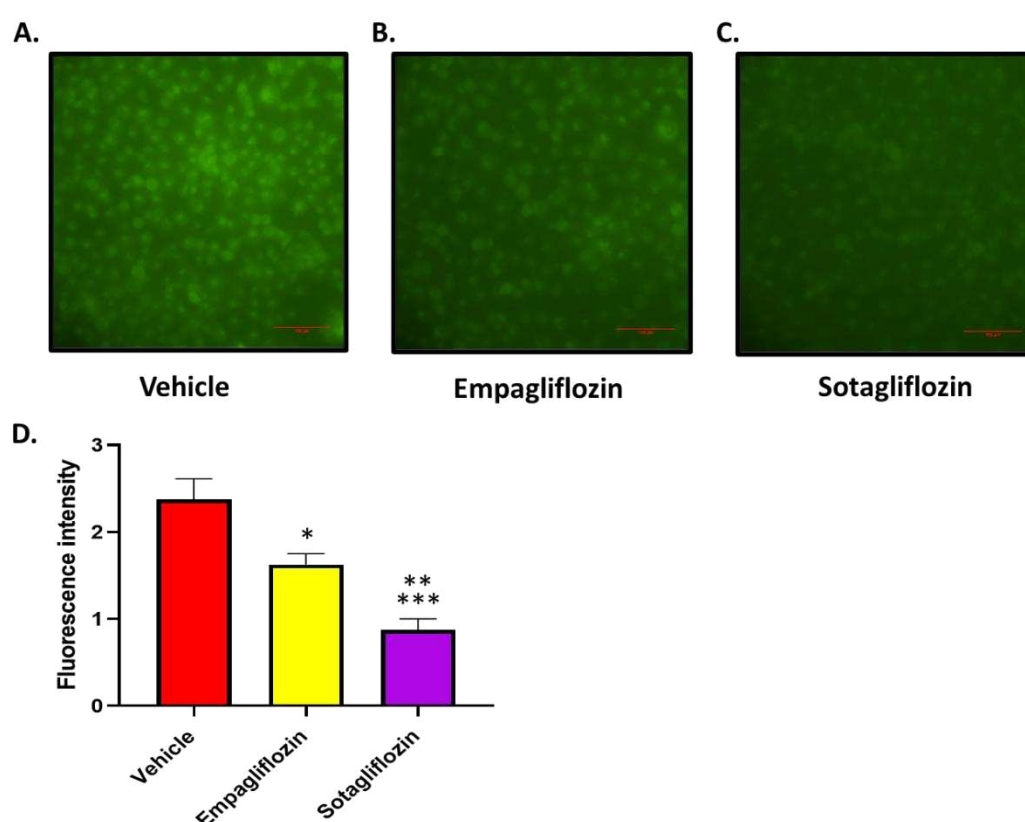 A.
B.
C.
Vehicle
Empagliflozin
Sotagliflozin
D.
Fluorescence intensity
3
2
1
0
*
**
***
Vehicle
Empagliflozin
Sotagliflozin